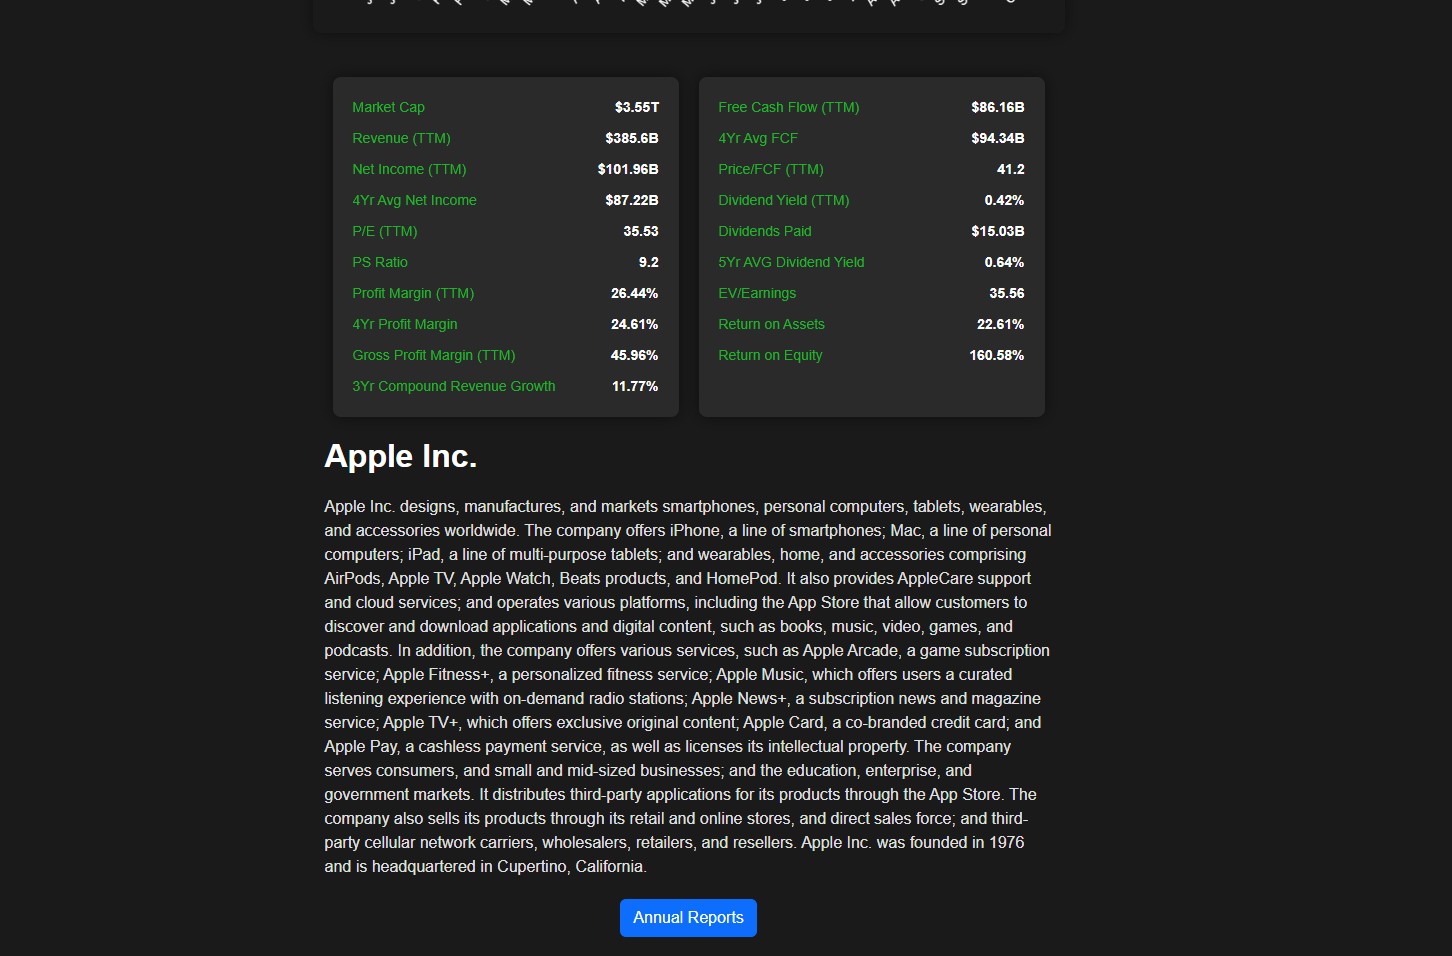 Market Cap $3.55T
Revenue (TTM) $385.6B
Net Income (TTM) $101.96B
4Yr Avg Net Income $87.22B
P/E (TTM) 35.53
PS Ratio 9.2
Profit Margin (TTM) 26.44%
4Yr Profit Margin 24.61%
Gross Profit Margin (TTM) 45.96%
3Yr Compound Revenue Growth 11.77%
Free Cash Flow (TTM) $86.16B
4Yr Avg FCF $94.34B
Price/FCF (TTM) 41.2
Dividend Yield (TTM) 0.42%
Dividends Paid $15.03B
5Yr AVG Dividend Yield 0.64%
EV/Earnings 35.56
Return on Assets 22.61%
Return on Equity 160.58%
Apple Inc.
Apple Inc. designs, manufactures, and markets smartphones, personal computers, tablets, wearables,
and accessories worldwide. The company offers iPhone, a line of smartphones; Mac, a line of personal
computers; iPad, a line of multi-purpose tablets; and wearables, home, and accessories comprising
AirPods, Apple TV, Apple Watch, Beats products, and HomePod. It also provides AppleCare support
and cloud services; and operates various platforms, including the App Store that allow customers to
discover and download applications and digital content, such as books, music, video, games, and
podcasts. In addition, the company offers various services, such as Apple Arcade, a game subscription
service; Apple Fitness+, a personalized fitness service; Apple Music, which offers users a curated
listening experience with on-demand radio stations; Apple News+, a subscription news and magazine
service; Apple TV+, which offers exclusive original content; Apple Card, a co-branded credit card; and
Apple Pay, a cashless payment service, as well as licenses its intellectual property. The company
serves consumers, and small and mid-sized businesses; and the education, enterprise, and
government markets. It distributes third-party applications for its products through the App Store. The
company also sells its products through its retail and online stores, and direct sales force; and third-
party cellular network carriers, wholesalers, retailers, and resellers. Apple Inc. was founded in 1976
and is headquartered in Cupertino, California.
Annual Reports